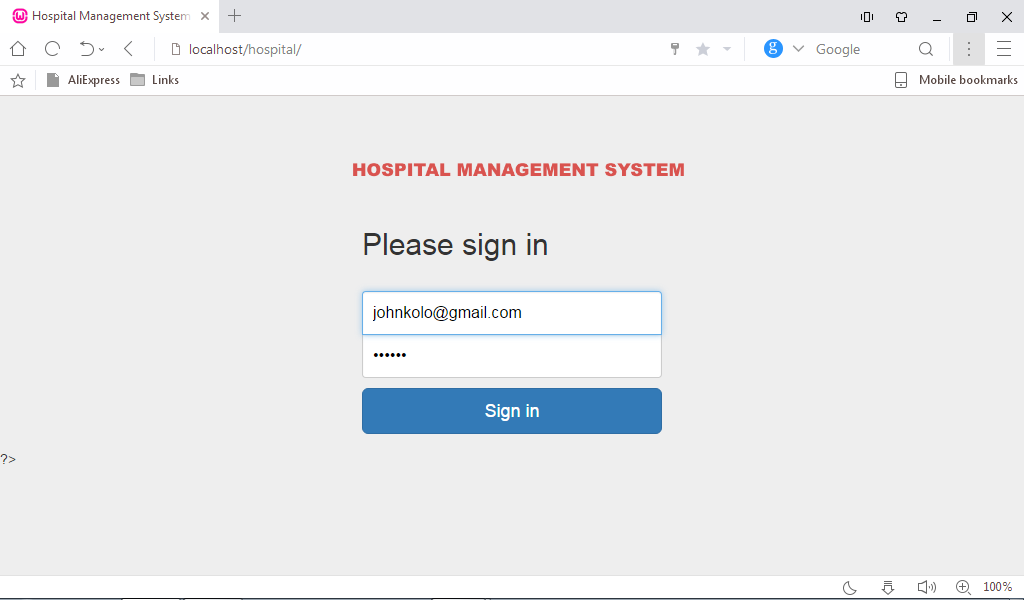 Hospital Management System
localhost/hospital/
Google
AliExpress
Links
Mobile bookmarks
HOSPITAL MANAGEMENT SYSTEM
Please sign in
johnkolo@gmail.com
••••••
Sign in
?>
100%